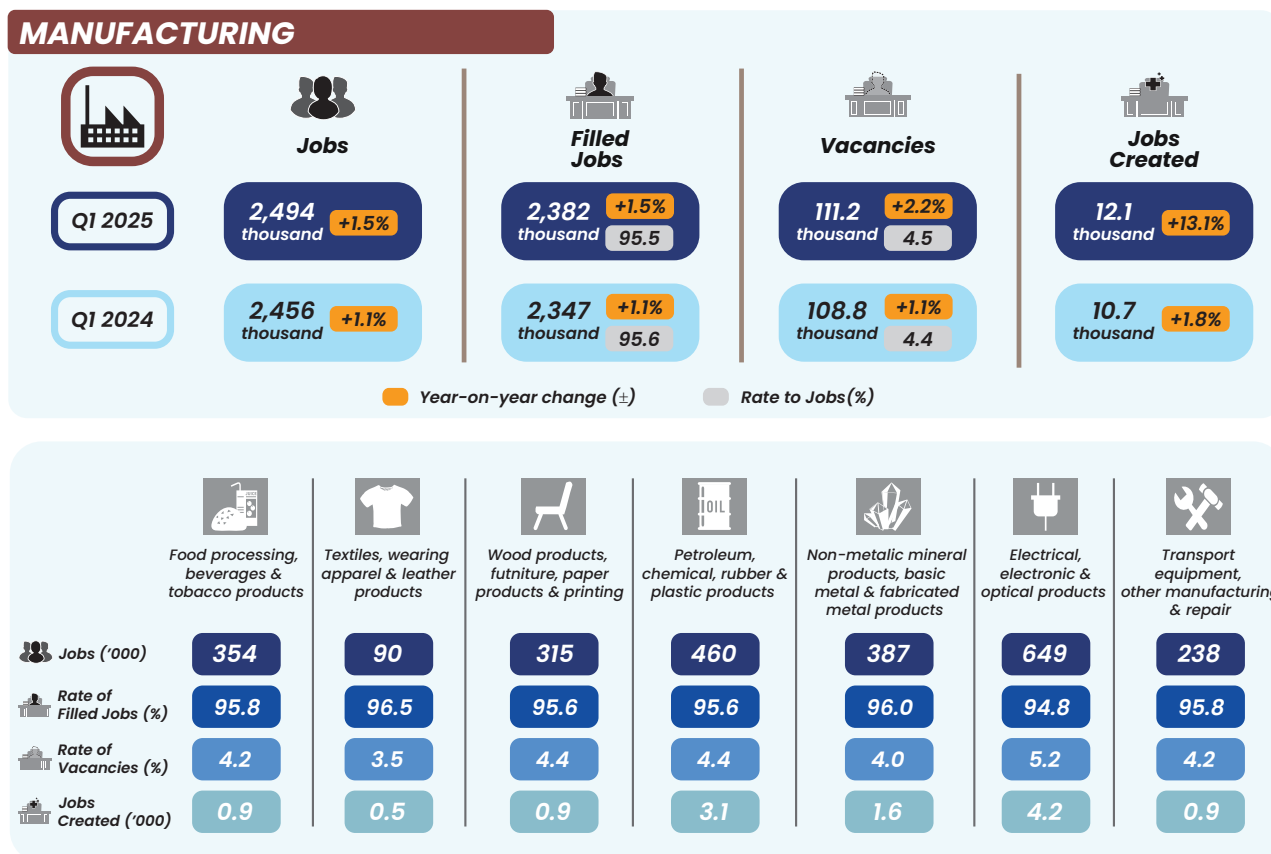 MANUFACTURING
Jobs
Filled
Jobs
Vacancies
Jobs
Created
Q1 2025
2,494
thousand
+1.5%
2,382
thousand
+1.5%
95.5
111.2
thousand
+2.2%
4.5
12.1
thousand
+13.1%
Q1 2024
2,456
thousand
+1.1%
2,347
thousand
+1.1%
95.6
108.8
thousand
+1.1%
4.4
10.7
thousand
+1.8%
Year-on-year change (±)
Rate to Jobs(%)
OIL
Food processing,
beverages &
tobacco products
Textiles, wearing
apparel & leather
products
Wood products,
futniture, paper
products & printing
Petroleum,
chemical, rubber &
plastic products
Non-metalic mineral
products, basic
metal & fabricated
metal products
Electrical,
electronic &
optical products
Transport
equipment,
other manufacturing
& repair
Jobs ('000)
354
90
315
460
387
649
238
Rate of
Filled Jobs (%)
95.8
96.5
95.6
95.6
96.0
94.8
95.8
Rate of
Vacancies (%)
4.2
3.5
4.4
4.4
4.0
5.2
4.2
Jobs
Created ('000)
0.9
0.5
0.9
3.1
1.6
4.2
0.9